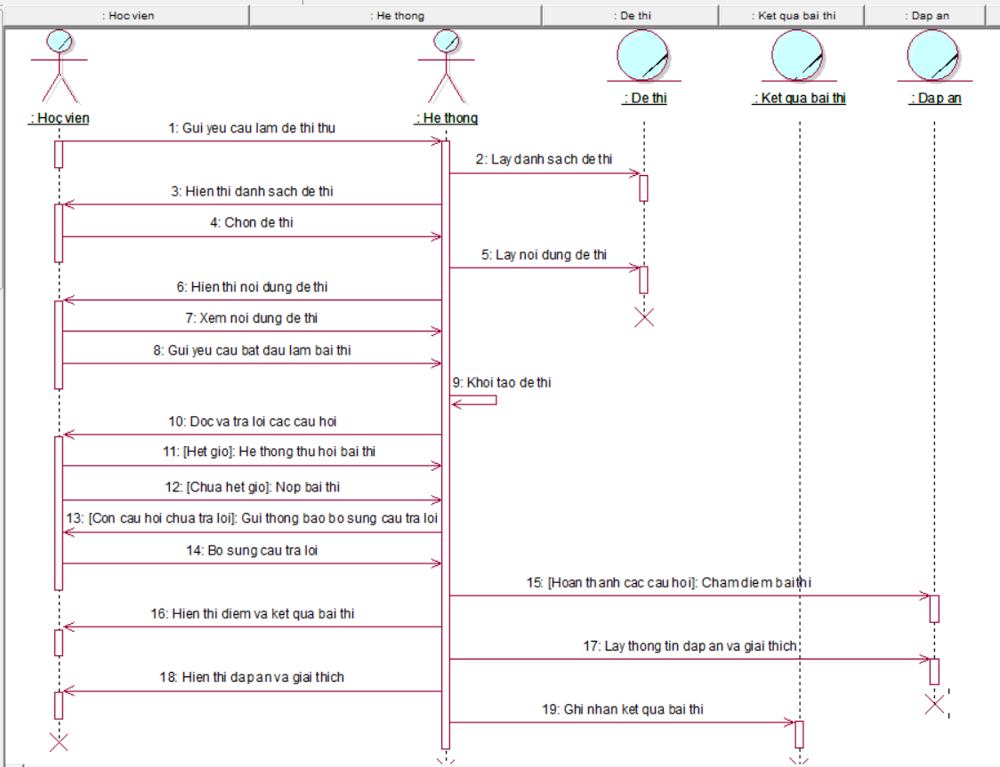 : Hoc vien
: He thong
: De thi
: Ket qua bai thi
: Dap an
: Hoc vien
: He thong
: De thi
: Ket qua bai thi
: Dap an
1: Gui yeu cau lam de thi thu
2: Lay danh sach de thi
3: Hien thi danh sach de thi
4: Chon de thi
5: Lay noi dung de thi
6: Hien thi noi dung de thi
7: Xem noi dung de thi
8: Gui yeu cau bat dau lam bai thi
9: Khoi tao de thi
10: Doc va tra loi cac cau hoi
11: [Het gio]: He thong thu hoi bai thi
12: [Chua het gio]: Nop bai thi
13: [Con cau hoi chua tra loi]: Gui thong bao bo sung cau tra loi
14: Bo sung cau tra loi
15: [Hoan thanh cac cau hoi]: Cham diem bai thi
16: Hien thi diem va ket qua bai thi
17: Lay thong tin dap an va giai thich
18: Hien thi dap an va giai thich
19: Ghi nhan ket qua bai thi